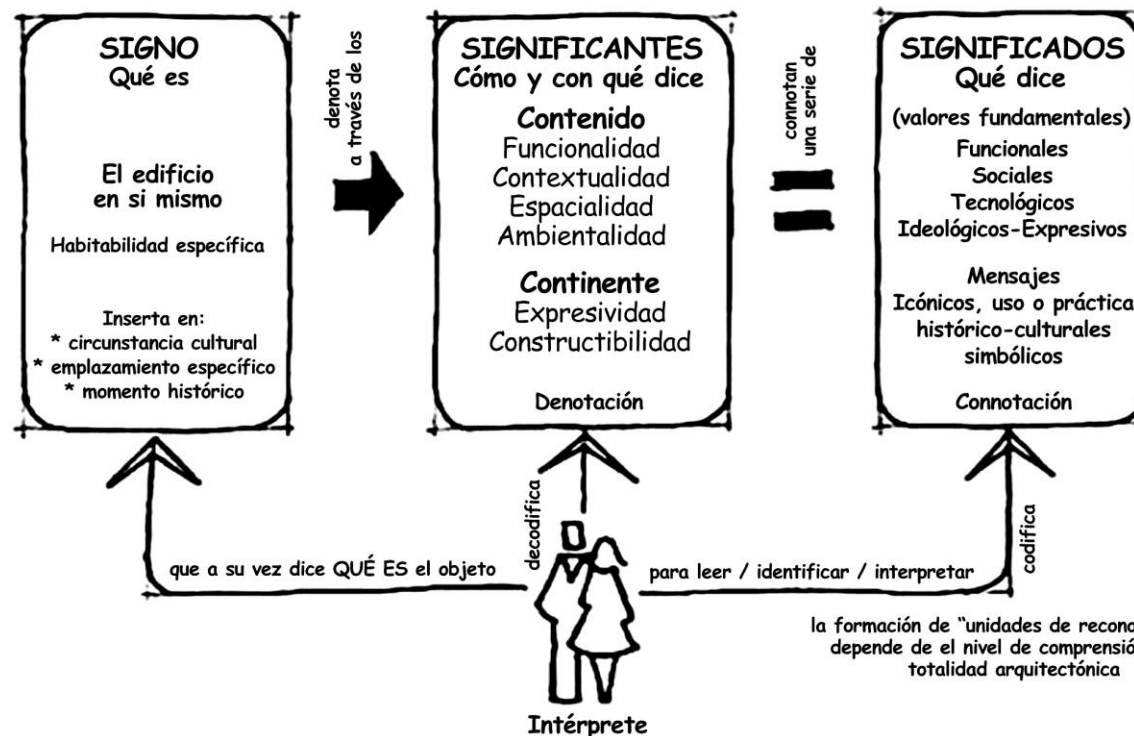 SIGNO
Qué es
El edificio
en si mismo
Habitabilidad específica
Inserta en:
* circunstancia cultural
* emplazamiento específico
* momento histórico
denota
a través de los
SIGNIFICANTES
Cómo y con qué dice
Contenido
Funcionalidad
Contextualidad
Espacialidad
Ambientalidad
Continente
Expresividad
Constructibilidad
Denotación
connotan
una serie de
SIGNIFICADOS
Qué dice
(valores fundamentales)
Funcionales
Sociales
Tecnológicos
Ideológicos-Expresivos
Mensajes
Icónicos, uso o práctica
histórico-culturales
simbólicos
Connotación
que a su vez dice QUÉ ES el objeto
decodifica
para leer / identificar / interpretar
codifica
la formación de "unidades de
depende de el nivel de
totalidad arquitectónica
Intérprete